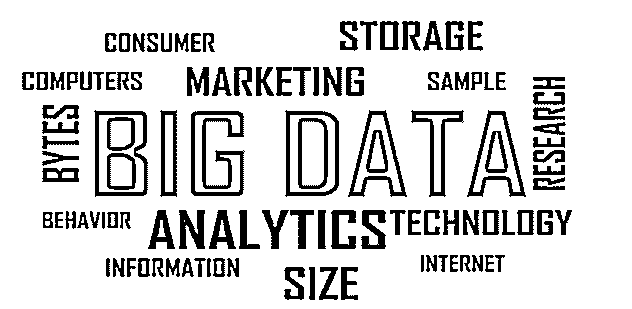 STORAGE
CONSUMER
COMPUTERS MARKETING SAMPLE
BYTES BIG DATA RESEARCH
BEHAVIOR ANALYTICS TECHNOLOGY
INFORMATION SIZE INTERNET